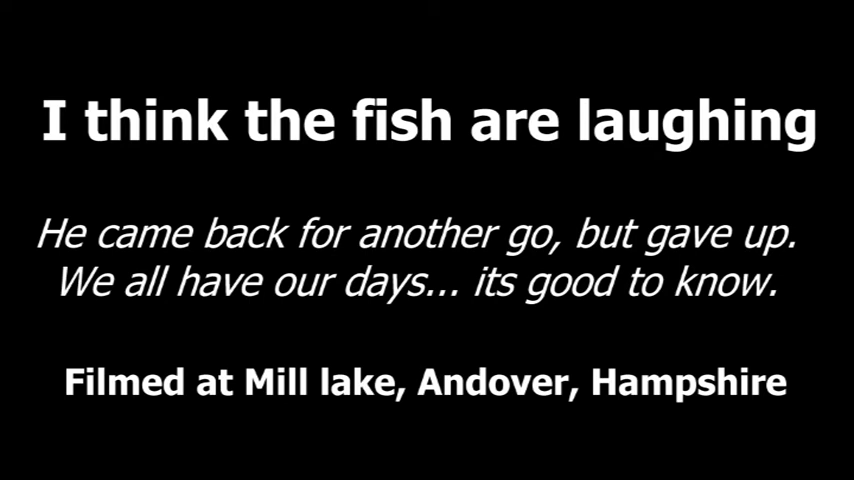 I think the fish are laughing
He came back for another go, but gave up.
We all have our days... its good to know.
Filmed at Mill lake, Andover, Hampshire